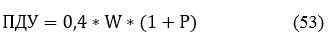 ПДУ = 0,4 * W * (1 + P) (53)